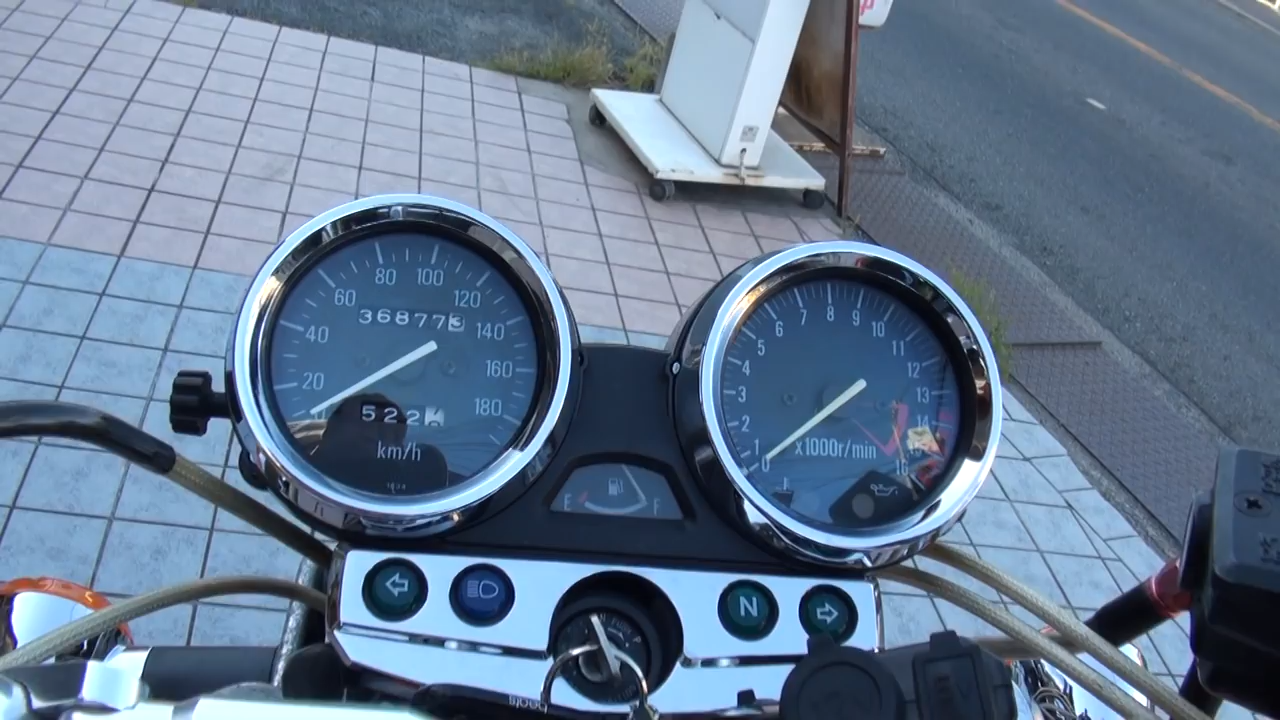 20 40 60 80 100 120 140 160 180
36877
522
km/h
0 1 2 3 4 5 6 7 8 9 10 11 12 13 14 15 16
x1000r/min
E F
N